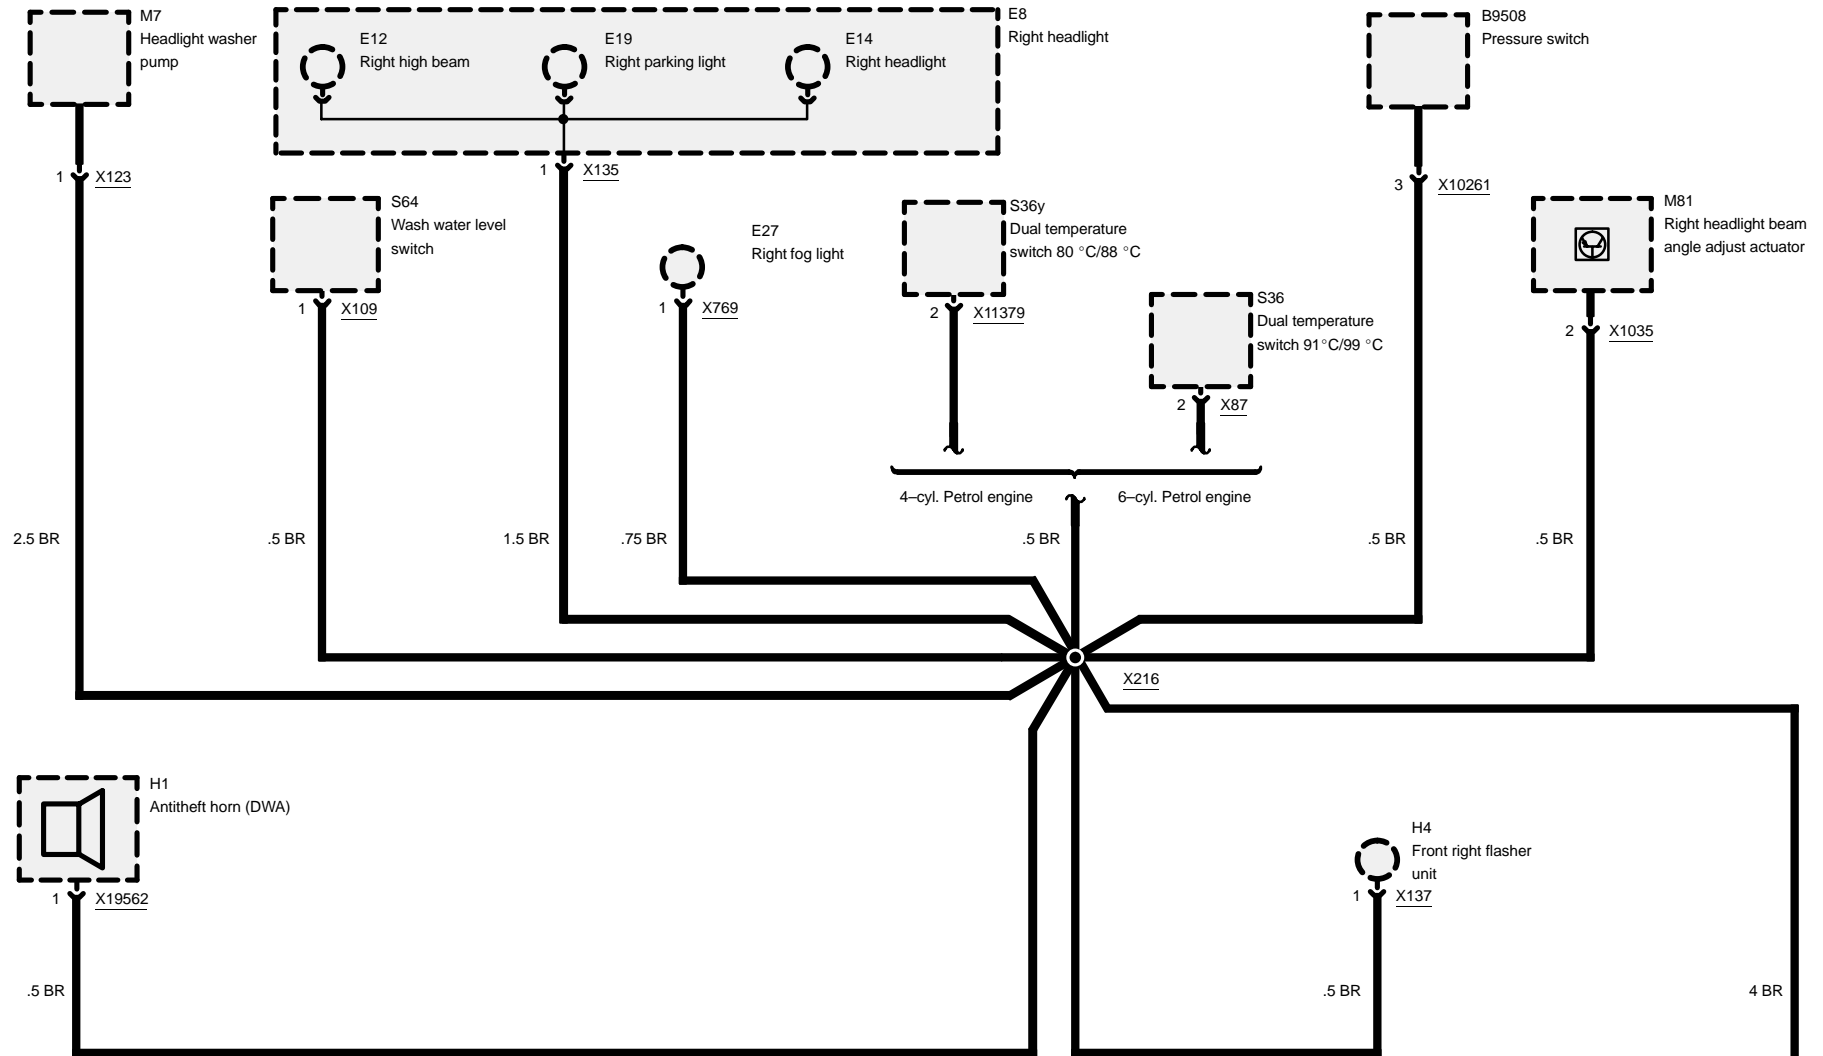 M7
Headlight washer
pump
E12
Right high beam
E19
Right parking light
E14
Right headlight
E8
Right headlight
B9508
Pressure switch
1 X123
1 X135
3 X10261
S64
Wash water level
switch
E27
Right fog light
S36y
Dual temperature
switch 80 °C/88 °C
M81
Right headlight beam
angle adjust actuator
1 X109
1 X769
2 X11379
S36
Dual temperature
switch 91°C/99 °C
2 X1035
2 X87
4–cyl. Petrol engine
6–cyl. Petrol engine
2.5 BR
.5 BR
1.5 BR
.75 BR
.5 BR
.5 BR
.5 BR
X216
H1
Antitheft horn (DWA)
H4
Front right flasher
unit
1 X19562
1 X137
.5 BR
.5 BR
4 BR